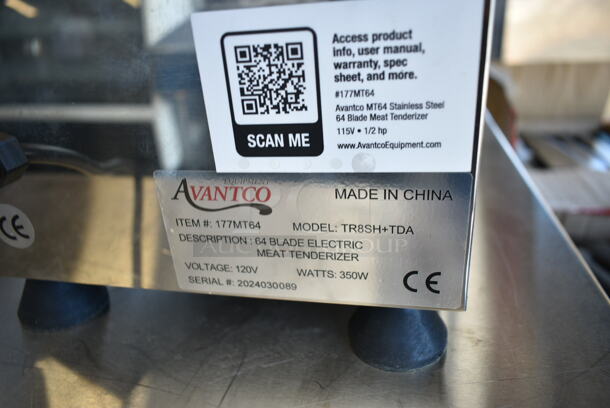 Access product
info, user manual,
warranty, spec
sheet, and more.
#177MT64
Avantco MT64 Stainless Steel
64 Blade Meat Tenderizer
115V • 1/2 hp
www.AvantcoEquipment.com
SCAN ME
AVANTCO
EQUIPMENT
MADE IN CHINA
ITEM #: 177MT64 MODEL: TR8SH+TDA
DESCRIPTION : 64 BLADE ELECTRIC
MEAT TENDERIZER
VOLTAGE: 120V WATTS: 350W
SERIAL #: 2024030089
CE
CE